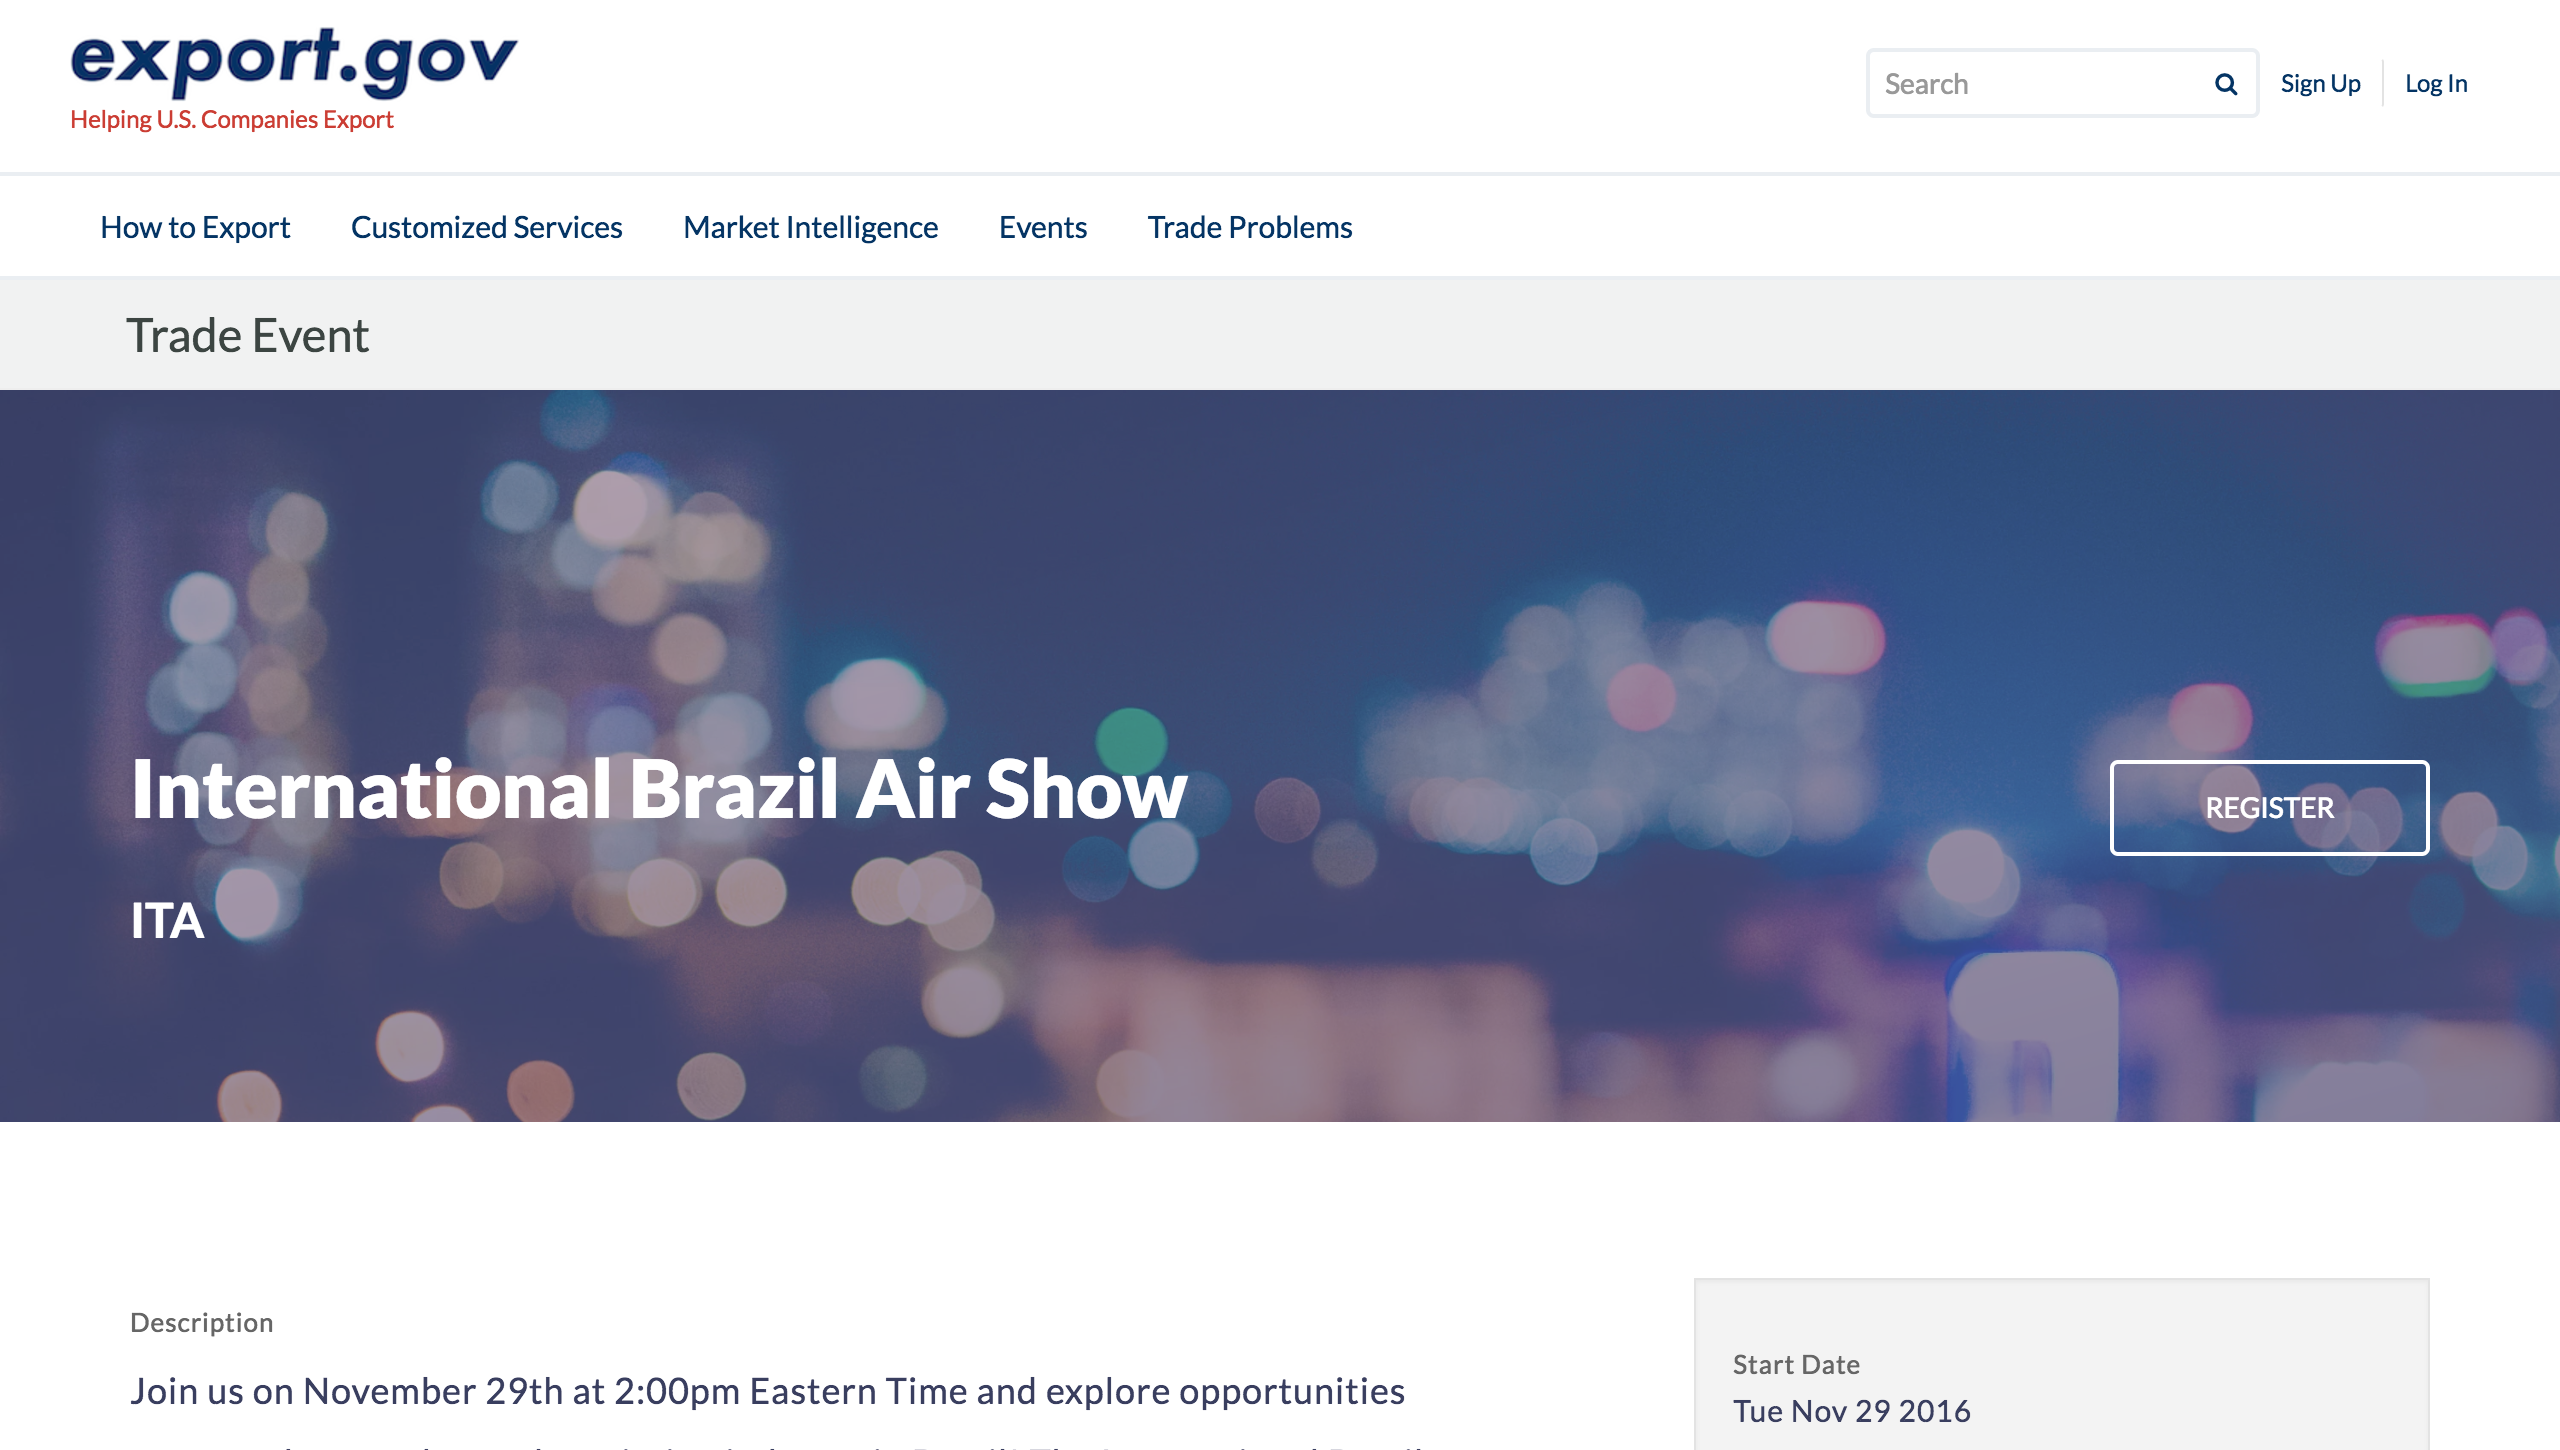 export.gov
Helping U.S. Companies Export
Search
Sign Up
Log In
How to Export
Customized Services
Market Intelligence
Events
Trade Problems
Trade Event
International Brazil Air Show
REGISTER
ITA
Description
Join us on November 29th at 2:00pm Eastern Time and explore opportunities
Start Date
Tue Nov 29 2016